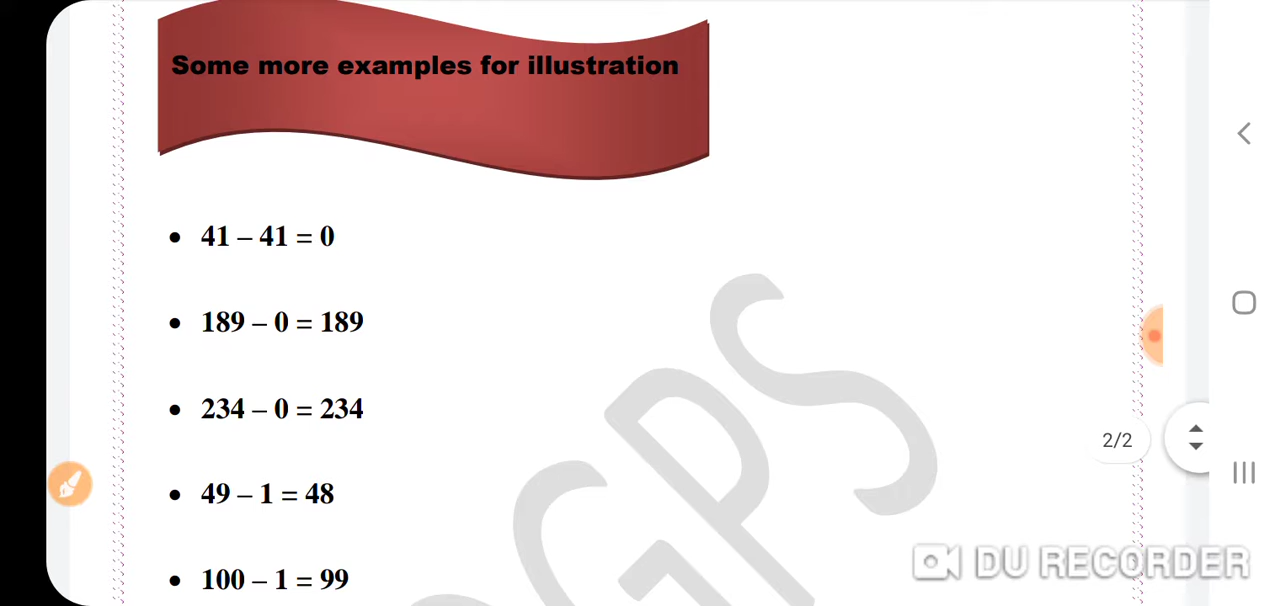 Some more examples for illustration
• 41 – 41 = 0
• 189 – 0 = 189
• 234 – 0 = 234
2/2
• 49 – 1 = 48
DU RECORDER
• 100 – 1 = 99
GPS